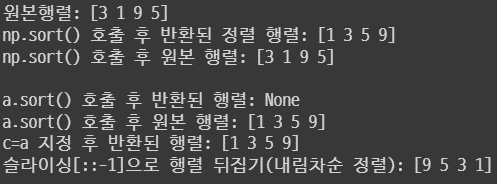 원본행렬: [3 1 9 5]
np.sort() 호출 후 반환된 정렬 행렬: [1 3 5 9]
np.sort() 호출 후 원본 행렬: [3 1 9 5]
a.sort() 호출 후 반환된 행렬: None
a.sort() 호출 후 원본 행렬: [1 3 5 9]
c=a 지정 후 반환된 행렬: [1 3 5 9]
슬라이싱[::-1]으로 행렬 뒤집기(내림차순 정렬): [9 5 3 1]